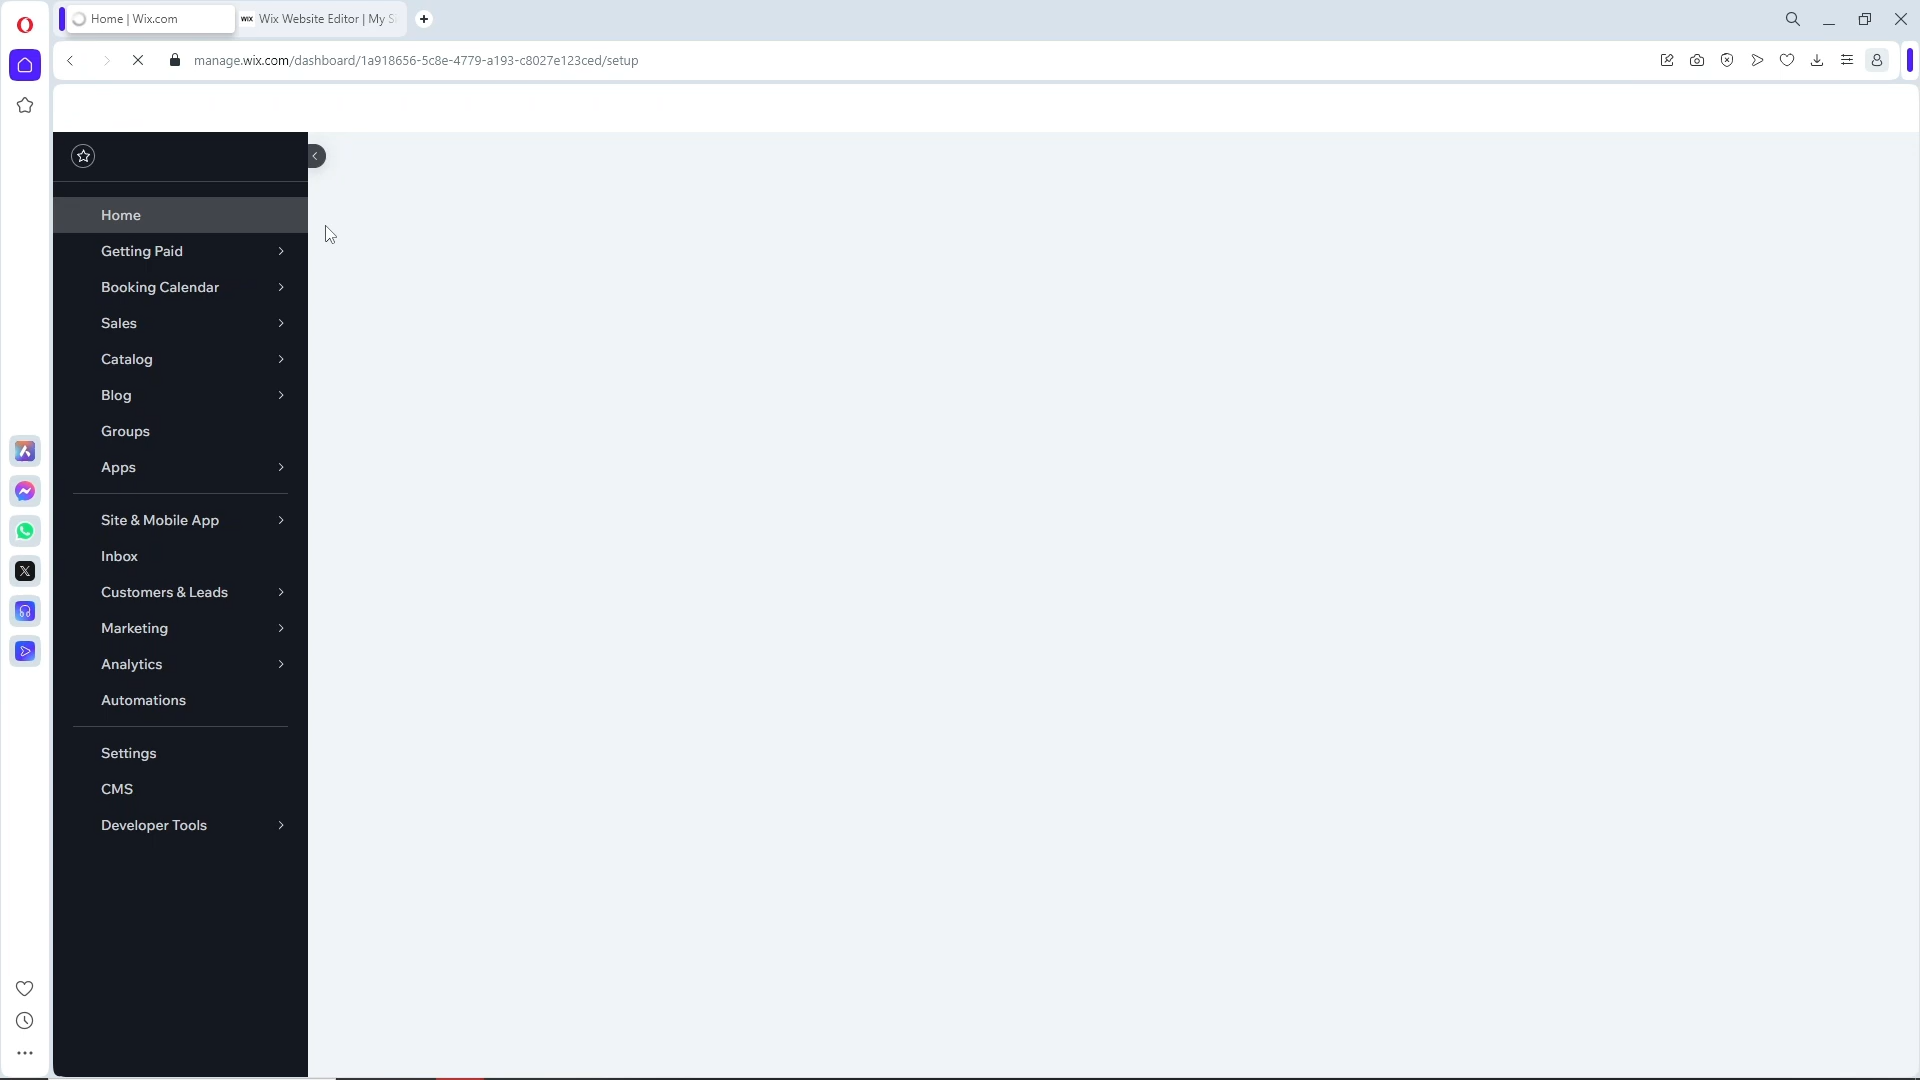 Home | Wix.com
WIX Wix Website Editor | My Si
manage.wix.com/dashboard/1a918656-5c8e-4779-a193-c8027e123ced/setup
Home
Getting Paid
Booking Calendar
Sales
Catalog
Blog
Groups
Apps
Site & Mobile App
Inbox
Customers & Leads
Marketing
Analytics
Automations
Settings
CMS
Developer Tools